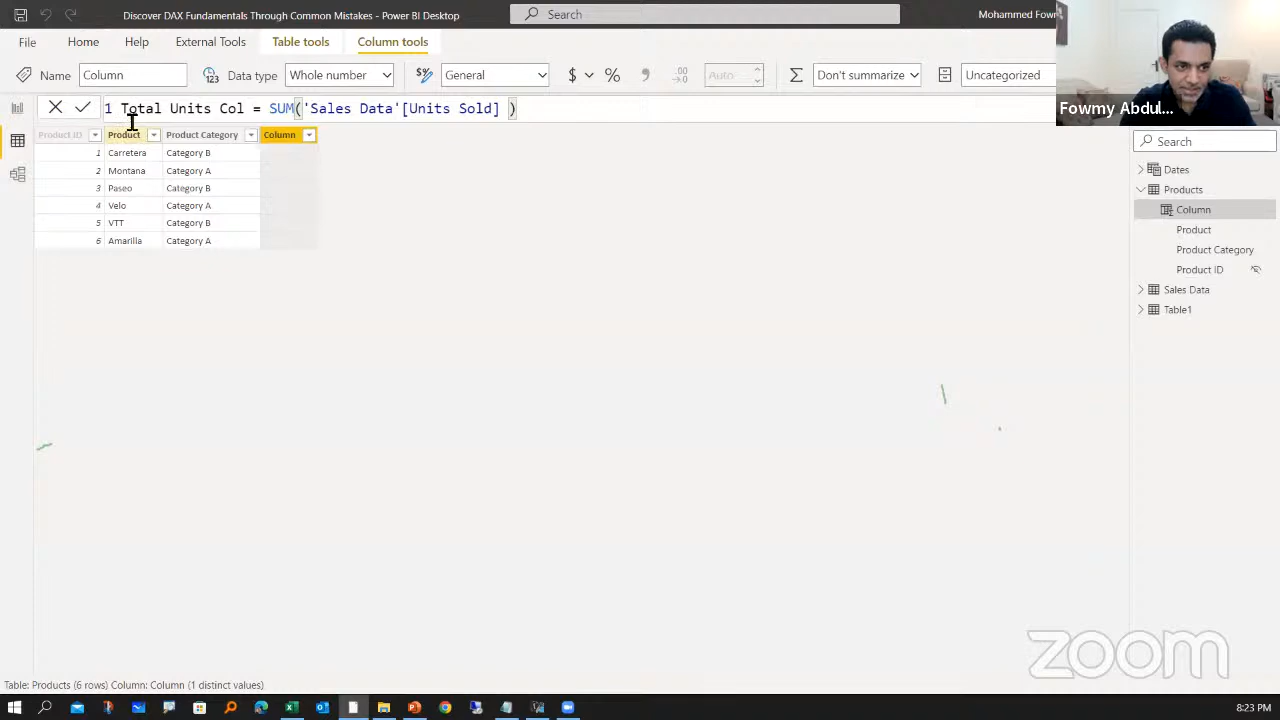 Discover DAX Fundamentals Through Common Mistakes - Power BI Desktop
Search
Mohammed Fown
File Home Help External Tools Table tools Column tools
Name Column Data type Whole number General $ % Auto Don't summarize Uncategorized
1 Total Units Col = SUM('Sales Data'[Units Sold] )
Fowmy Abdul...
Product ID Product Product Category Column
1 Carretera Category B
2 Montana Category A
3 Paseo Category B
4 Velo Category A
5 VTT Category B
6 Amarilla Category A
Search
Dates
Products
Column
Product
Product Category
Product ID
Sales Data
Table1
zoom
Table: Products (6 rows) Column: Column (1 distinct values)
8:23 PM